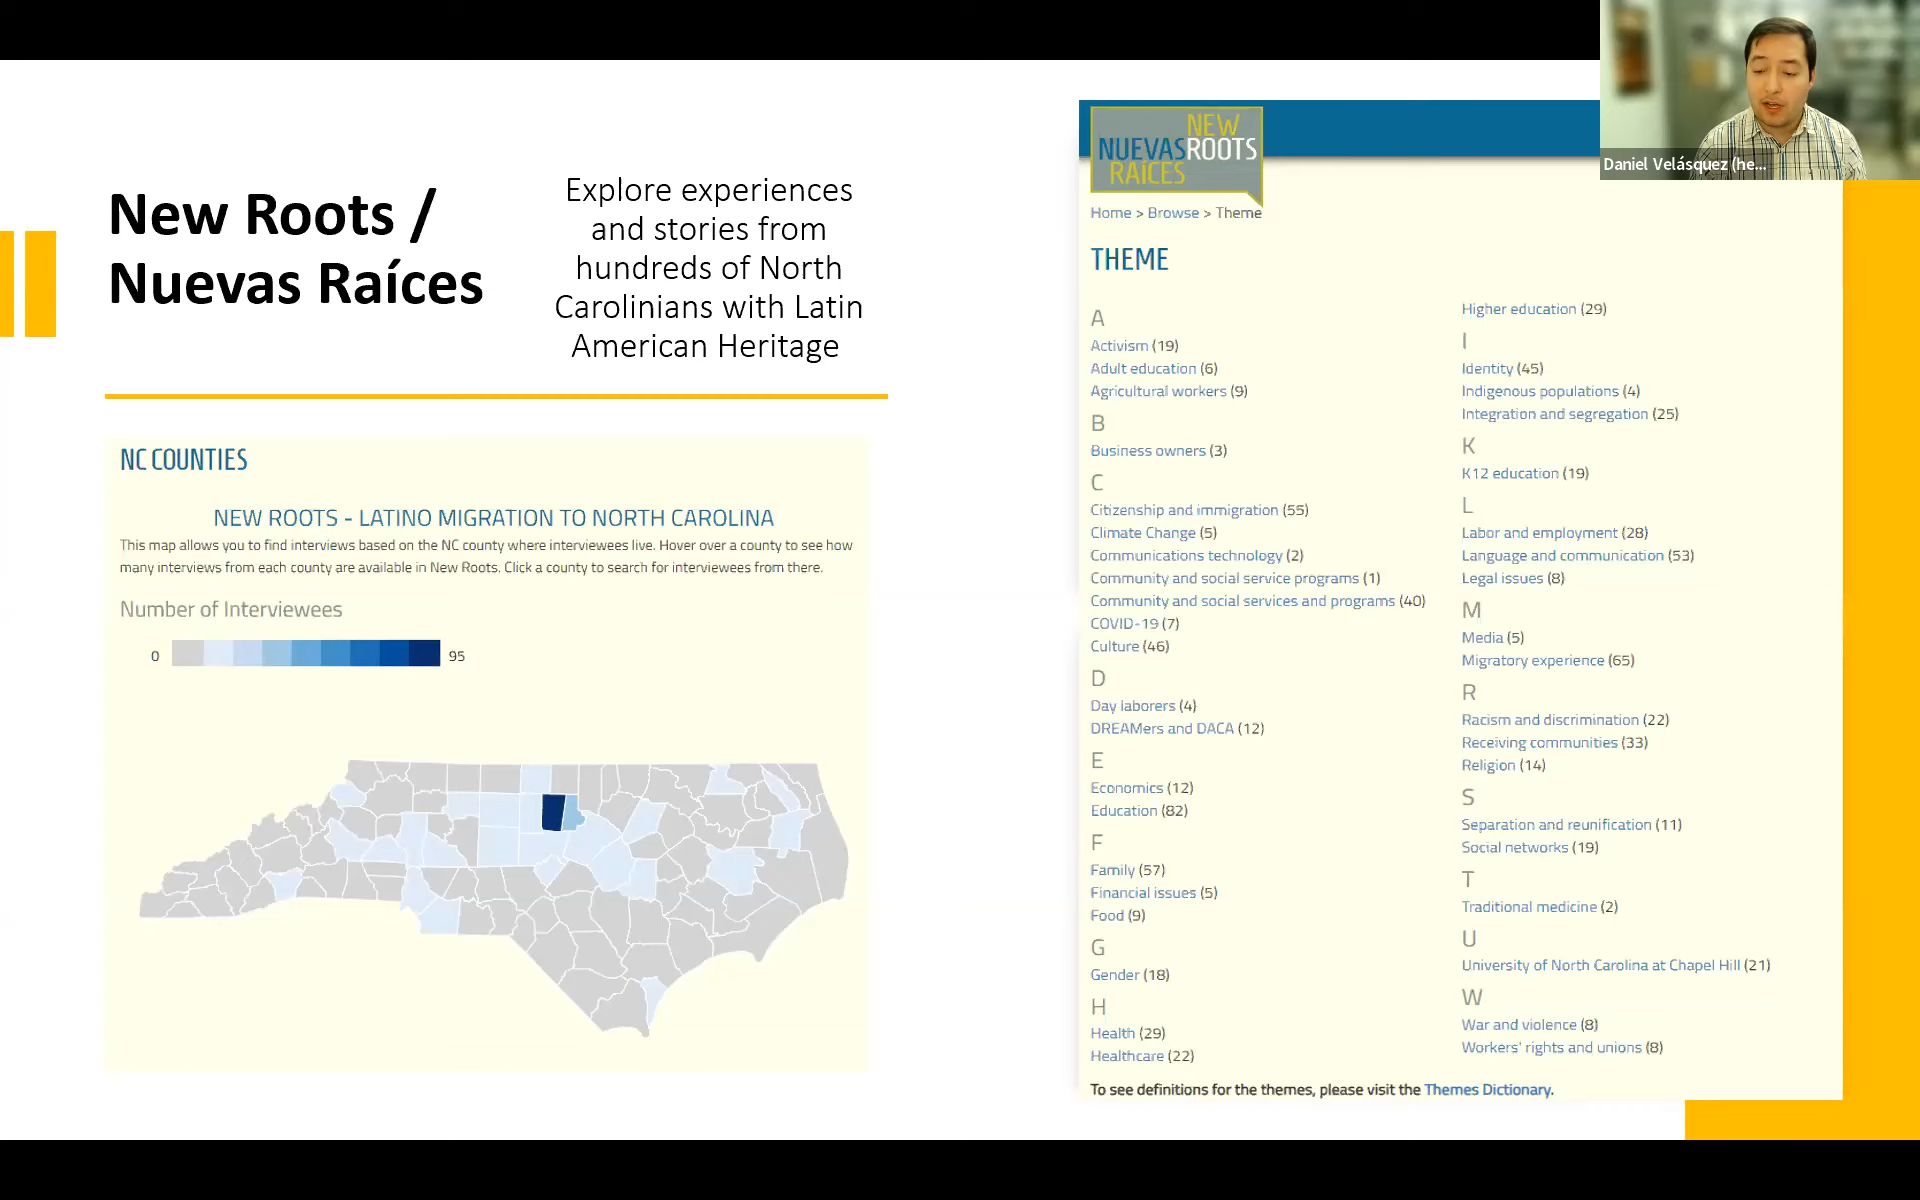 New Roots /
Nuevas Raíces
Explore experiences
and stories from
hundreds of North
Carolinians with Latin
American Heritage
NC COUNTIES
NEW ROOTS - LATINO MIGRATION TO NORTH CAROLINA
This map allows you to find interviews based on the NC county where interviewees live. Hover over a county to see how
many interviews from each county are available in New Roots. Click a county to search for interviewees from there.
Number of Interviewees
0
95
NEW
NUEVAS ROOTS
RAÍCES
Home > Browse > Theme
THEME
A
Activism (19)
Adult education (6)
Agricultural workers (9)
B
Business owners (3)
C
Citizenship and immigration (55)
Climate Change (5)
Communications technology (2)
Community and social service programs (1)
Community and social services and programs (40)
COVID-19 (7)
Culture (46)
D
Day laborers (4)
DREAMers and DACA (12)
E
Economics (12)
Education (82)
F
Family (57)
Financial issues (5)
Food (9)
G
Gender (18)
H
Health (29)
Healthcare (22)
Higher education (29)
I
Identity (45)
Indigenous populations (4)
Integration and segregation (25)
K
K12 education (19)
L
Labor and employment (28)
Language and communication (53)
Legal issues (8)
M
Media (5)
Migratory experience (65)
R
Racism and discrimination (22)
Receiving communities (33)
Religion (14)
S
Separation and reunification (11)
Social networks (19)
T
Traditional medicine (2)
U
University of North Carolina at Chapel Hill (21)
W
War and violence (8)
Workers' rights and unions (8)
To see definitions for the themes, please visit the Themes Dictionary.
Daniel Velásquez (he...